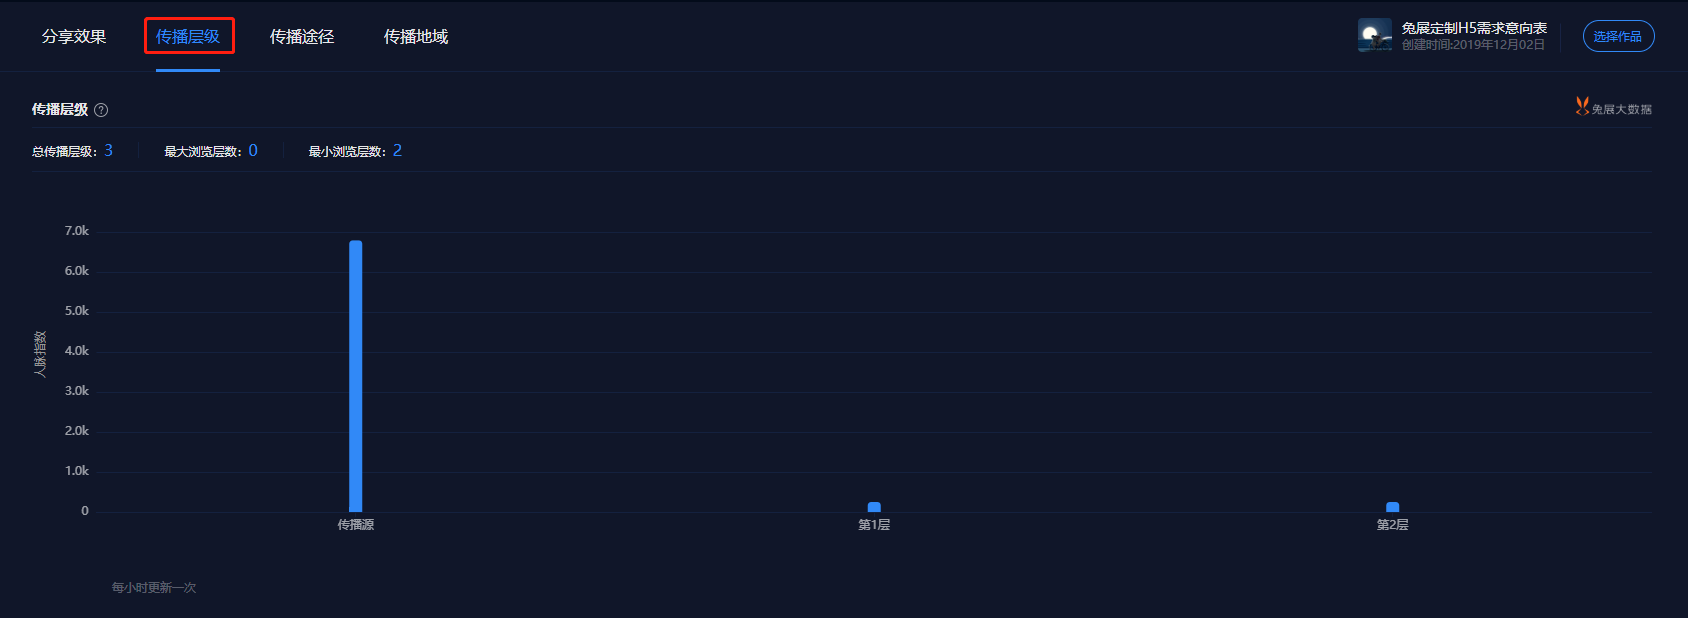 分享效果 传播层级 传播途径 传播地域
兔展定制H5需求意向表
创建时间:2019年12月02日
选择作品
传播层级 ?
兔展大数据
总传播层级: 3 最大浏览层数: 0 最小浏览层数: 2
人脉指数
7.0k
6.0k
5.0k
4.0k
3.0k
2.0k
1.0k
0
传播源 第1层 第2层
每小时更新一次